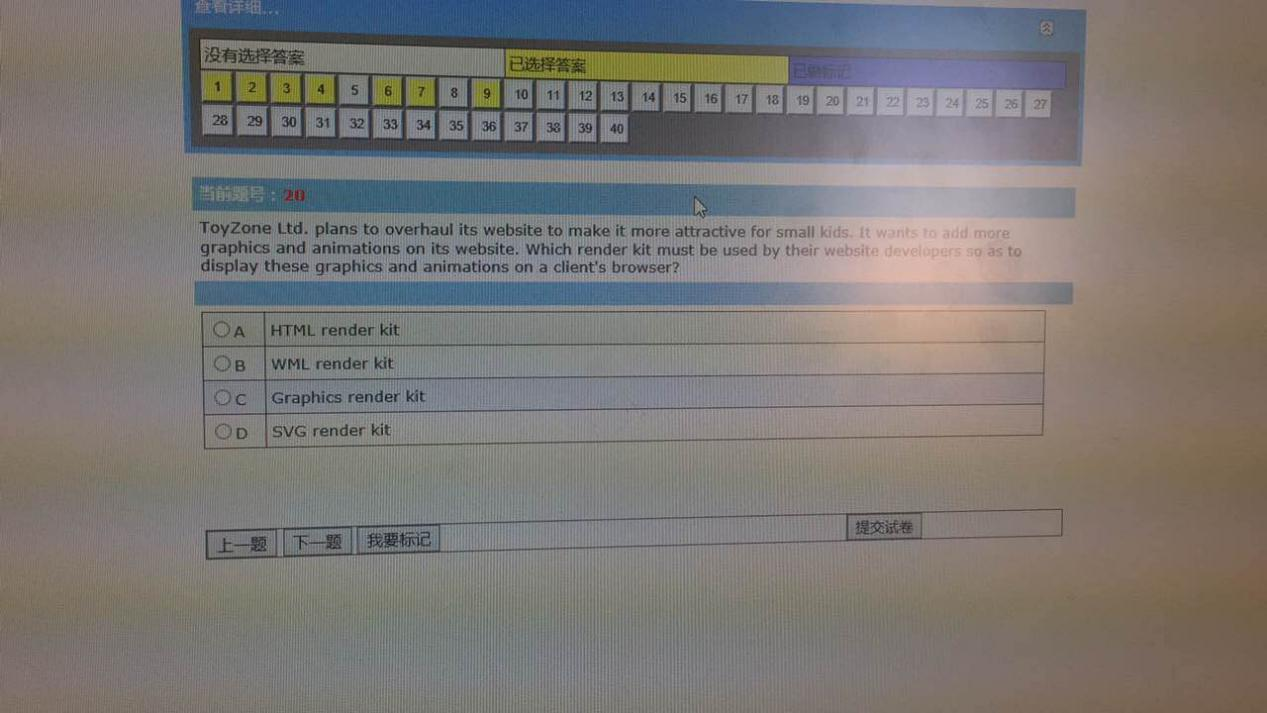 查看详细...
没有选择答案 已选择答案 已做标记
1 2 3 4 5 6 7 8 9 10 11 12 13 14 15 16 17 18 19 20 21 22 23 24 25 26 27
28 29 30 31 32 33 34 35 36 37 38 39 40
当前题号：20
ToyZone Ltd. plans to overhaul its website to make it more attractive for small kids. It wants to add more
graphics and animations on its website. Which render kit must be used by their website developers so as to
display these graphics and animations on a client's browser?
A HTML render kit
B WML render kit
C Graphics render kit
D SVG render kit
上一题 下一题 我要标记 提交试卷